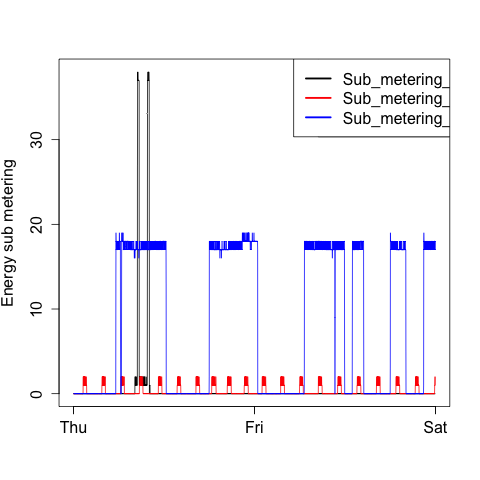 Sub_metering_
Sub_metering_
Sub_metering_
Energy sub metering
30
20
10
0
Thu Fri Sat